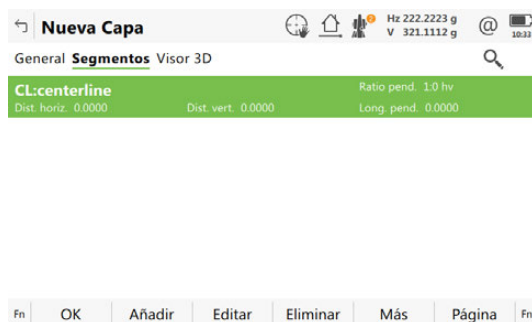 Nueva Capa
Hz 222.2223 g
V 321.1112 g
@
10:33
General Segmentos Visor 3D
CL:centerline
Ratio pend. 1:0 hv
Dist. horiz. 0.0000
Dist. vert. 0.0000
Long. pend. 0.0000
Fn OK Añadir Editar Eliminar Más Página Fn